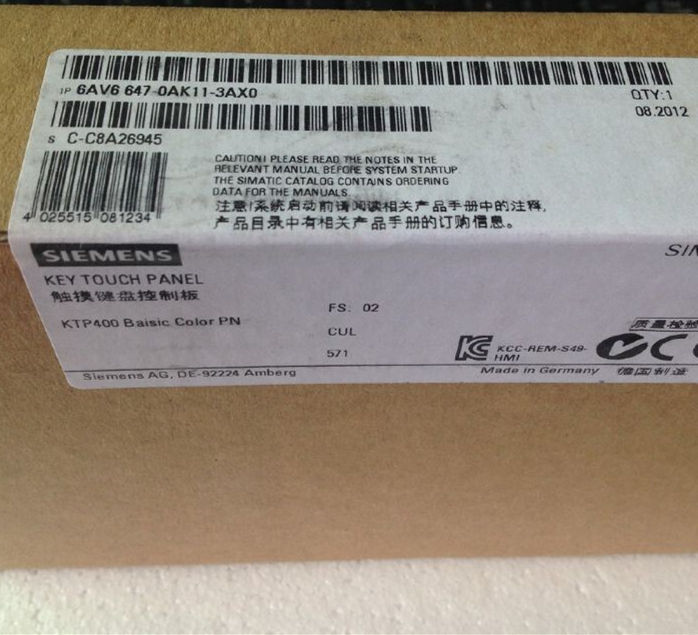 1P 6AV6 647-0AK11-3AX0
QTY:1
08.2012
S C-C8A26945
4 025515 081234
CAUTION! PLEASE READ THE NOTES IN THE
RELEVANT MANUAL BEFORE SYSTEM STARTUP.
THE SIMATIC CATALOG CONTAINS ORDERING
DATA FOR THE MANUALS.
注意!系统启动前请阅读相关产品手册中的注释,
产品目录中有相关产品手册的订购信息。
SIEMENS
SIM
KEY TOUCH PANEL
触摸键盘控制板
KTP400 Baisic Color PN
FS. 02
CUL
571
质量检验
KCC-REM-S49-
HMI
Siemens AG, DE-92224 Amberg
Made in Germany
德国制造